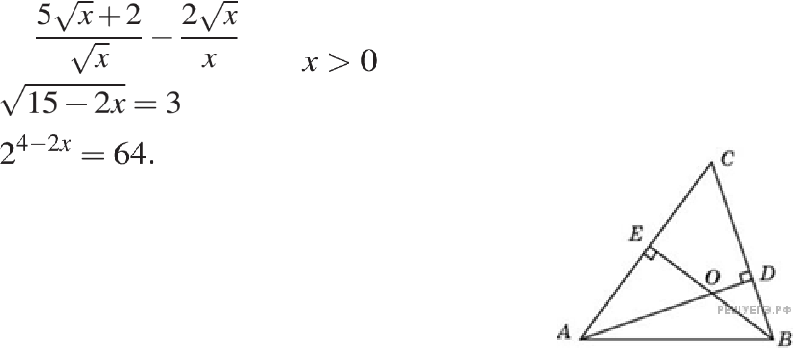 (5√x + 2)/√x − 2√x/x    x > 0
√(15 − 2x) = 3
2^{4−2x} = 64.
C
E
O D
РЕШУЕГЭ.РФ
A B